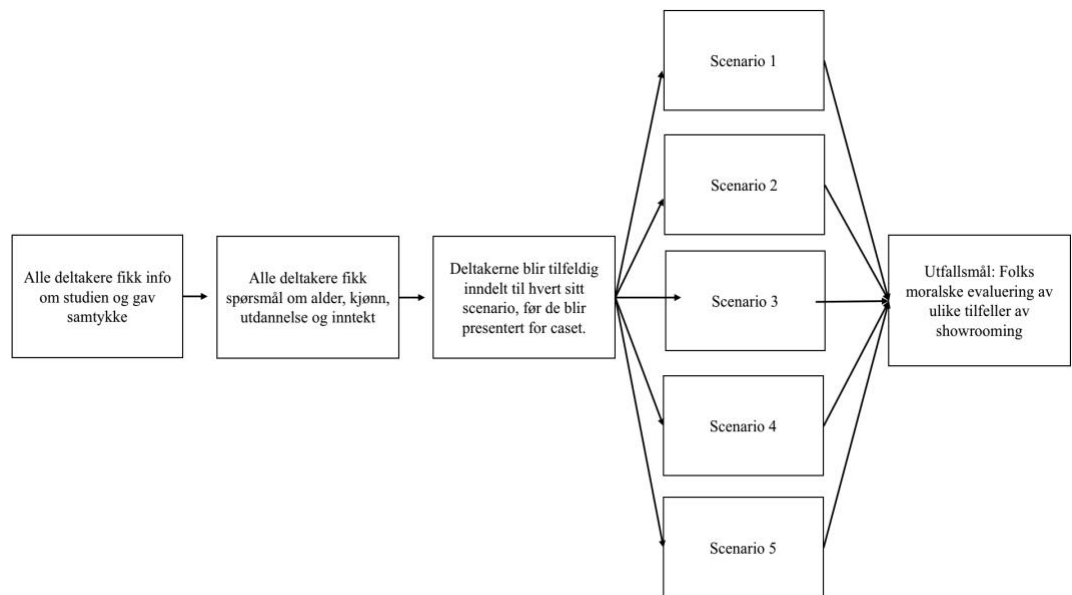 Alle deltakere fikk info
om studien og gav
samtykke
Alle deltakere fikk
spørsmål om alder, kjønn,
utdannelse og inntekt
Deltakerne blir tilfeldig
inndelt til hvert sitt
scenario, før de blir
presentert for caset.
Scenario 1
Scenario 2
Scenario 3
Scenario 4
Scenario 5
Utfallsmål: Folks
moralske evaluering av
ulike tilfeller av
showrooming